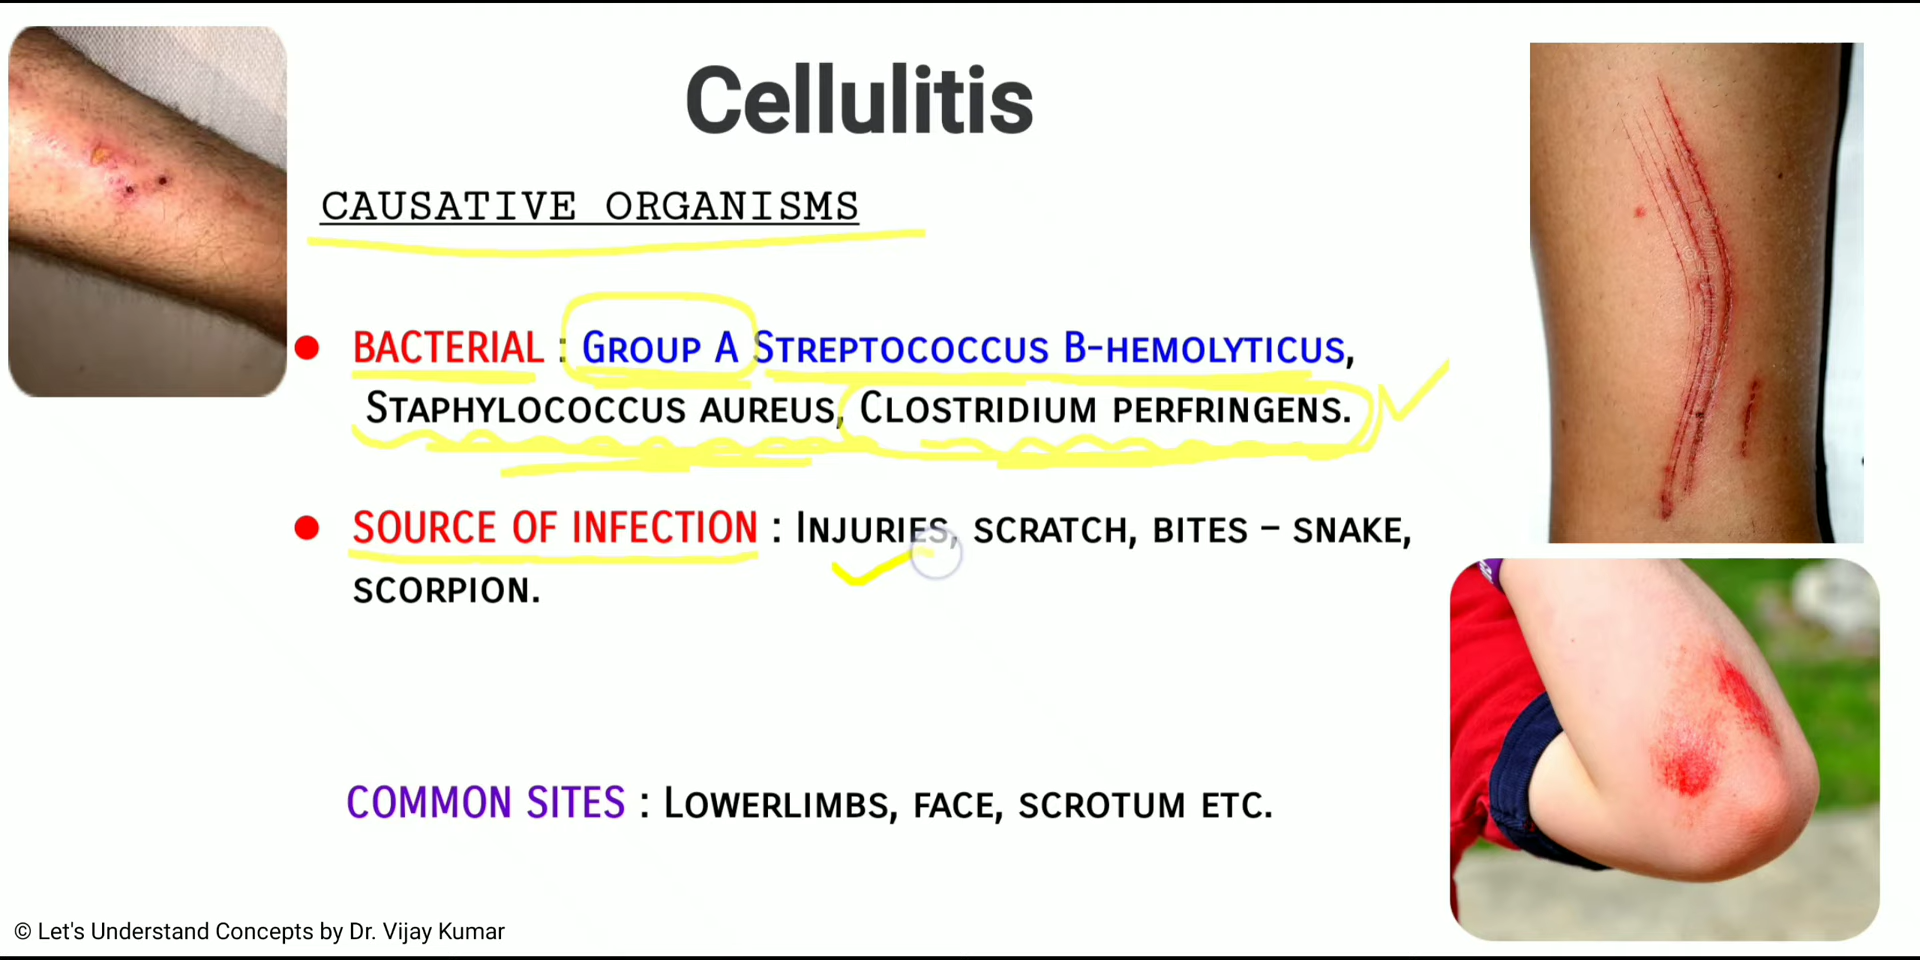 Cellulitis
CAUSATIVE ORGANISMS
BACTERIAL : GROUP A STREPTOCOCCUS B-HEMOLYTICUS,
STAPHYLOCOCCUS AUREUS, CLOSTRIDIUM PERFRINGENS.
SOURCE OF INFECTION : INJURIES, SCRATCH, BITES – SNAKE,
SCORPION.
COMMON SITES : LOWERLIMBS, FACE, SCROTUM ETC.
© Let's Understand Concepts by Dr. Vijay Kumar